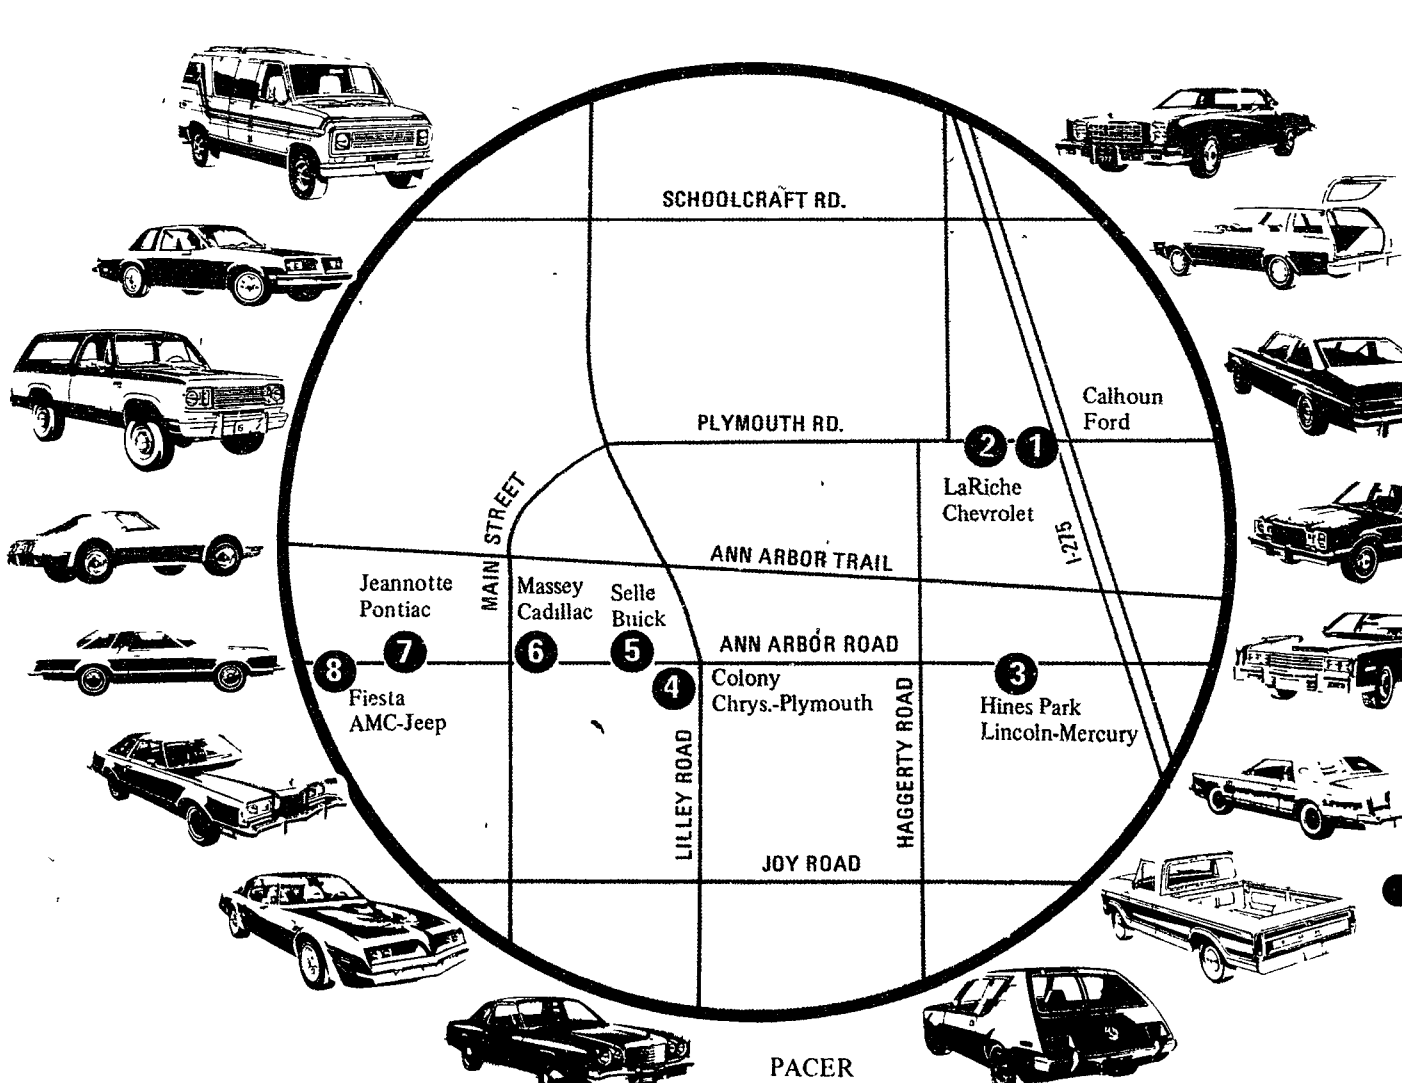 SCHOOLCRAFT RD.
Calhoun
Ford
PLYMOUTH RD.
2
1
LaRiche
Chevrolet
MAIN STREET
I-275
ANN ARBOR TRAIL
Jeannotte
Pontiac
Massey
Cadillac
Selle
Buick
ANN ARBOR ROAD
8
7
6
5
4
3
Fiesta
AMC-Jeep
Colony
Chrys.-Plymouth
Hines Park
Lincoln-Mercury
LILLEY ROAD
HAGGERTY ROAD
JOY ROAD
PACER